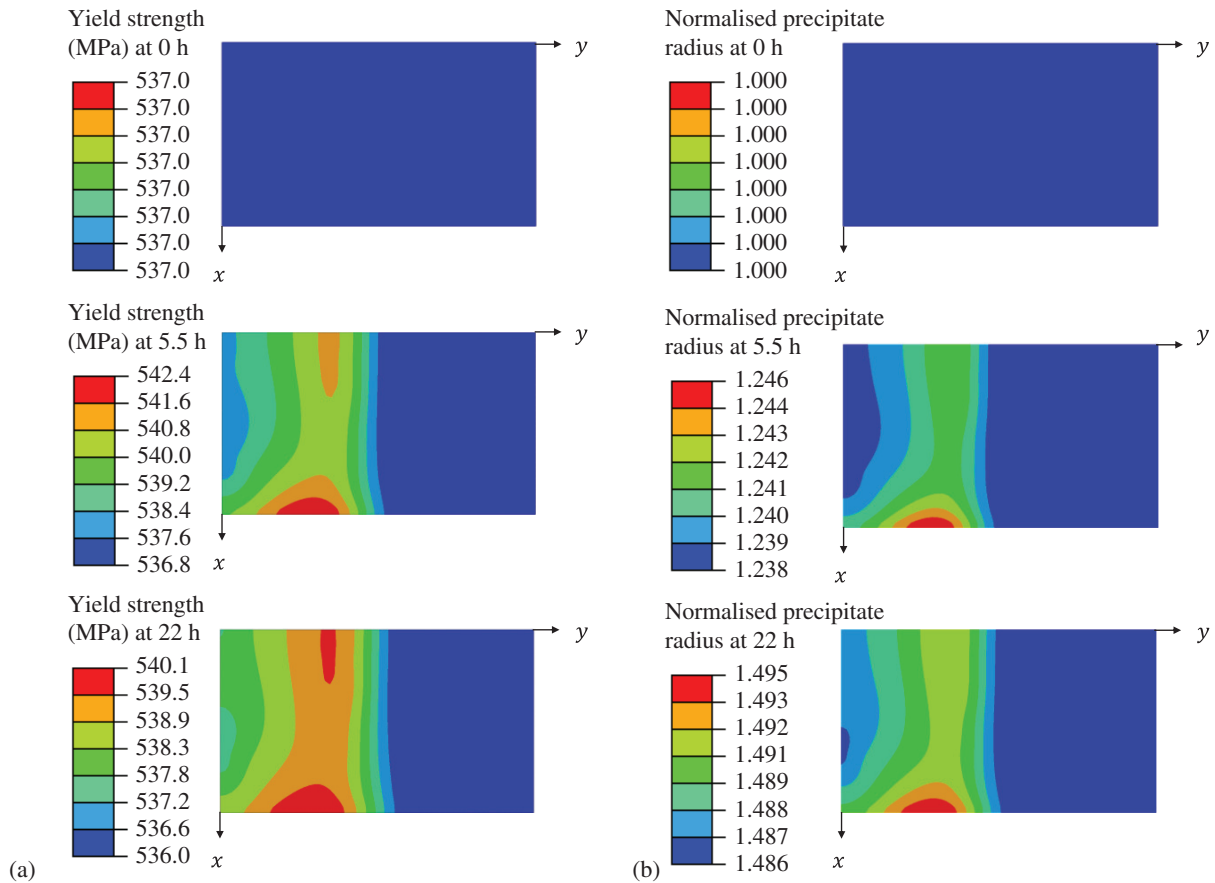 Yield strength
(MPa) at 0 h
537.0
537.0
537.0
537.0
537.0
537.0
537.0
537.0
y
x
Yield strength
(MPa) at 5.5 h
542.4
541.6
540.8
540.0
539.2
538.4
537.6
536.8
y
x
Yield strength
(MPa) at 22 h
540.1
539.5
538.9
538.3
537.8
537.2
536.6
536.0
y
x
(a)
Normalised precipitate
radius at 0 h
1.000
1.000
1.000
1.000
1.000
1.000
1.000
1.000
y
x
Normalised precipitate
radius at 5.5 h
1.246
1.244
1.243
1.242
1.241
1.240
1.239
1.238
y
x
Normalised precipitate
radius at 22 h
1.495
1.493
1.492
1.491
1.489
1.488
1.487
1.486
y
x
(b)